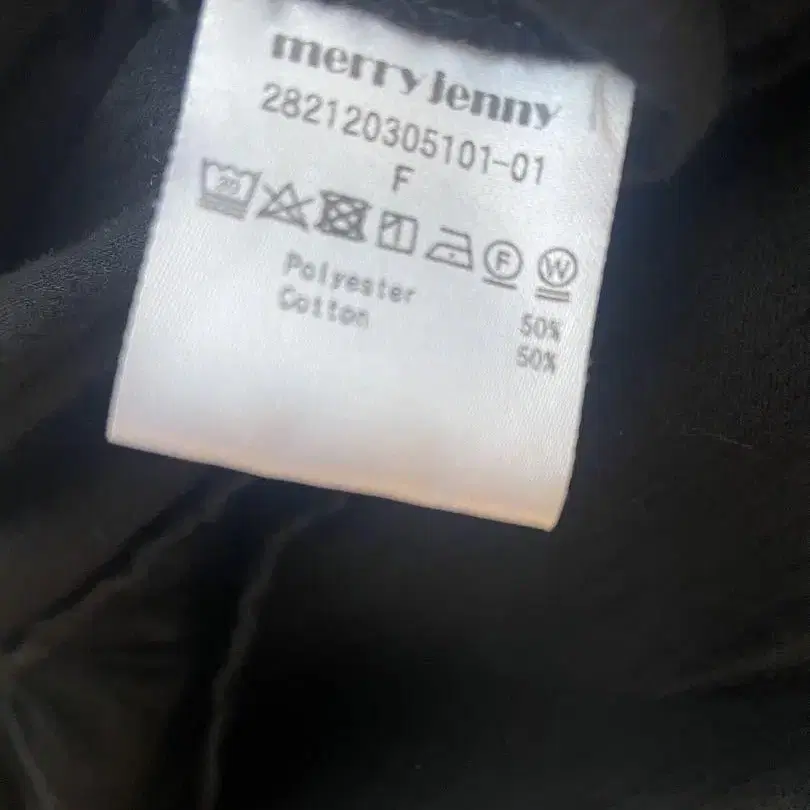 merry jenny
282120305101-01
F
F W
Polyester 50%
Cotton 50%